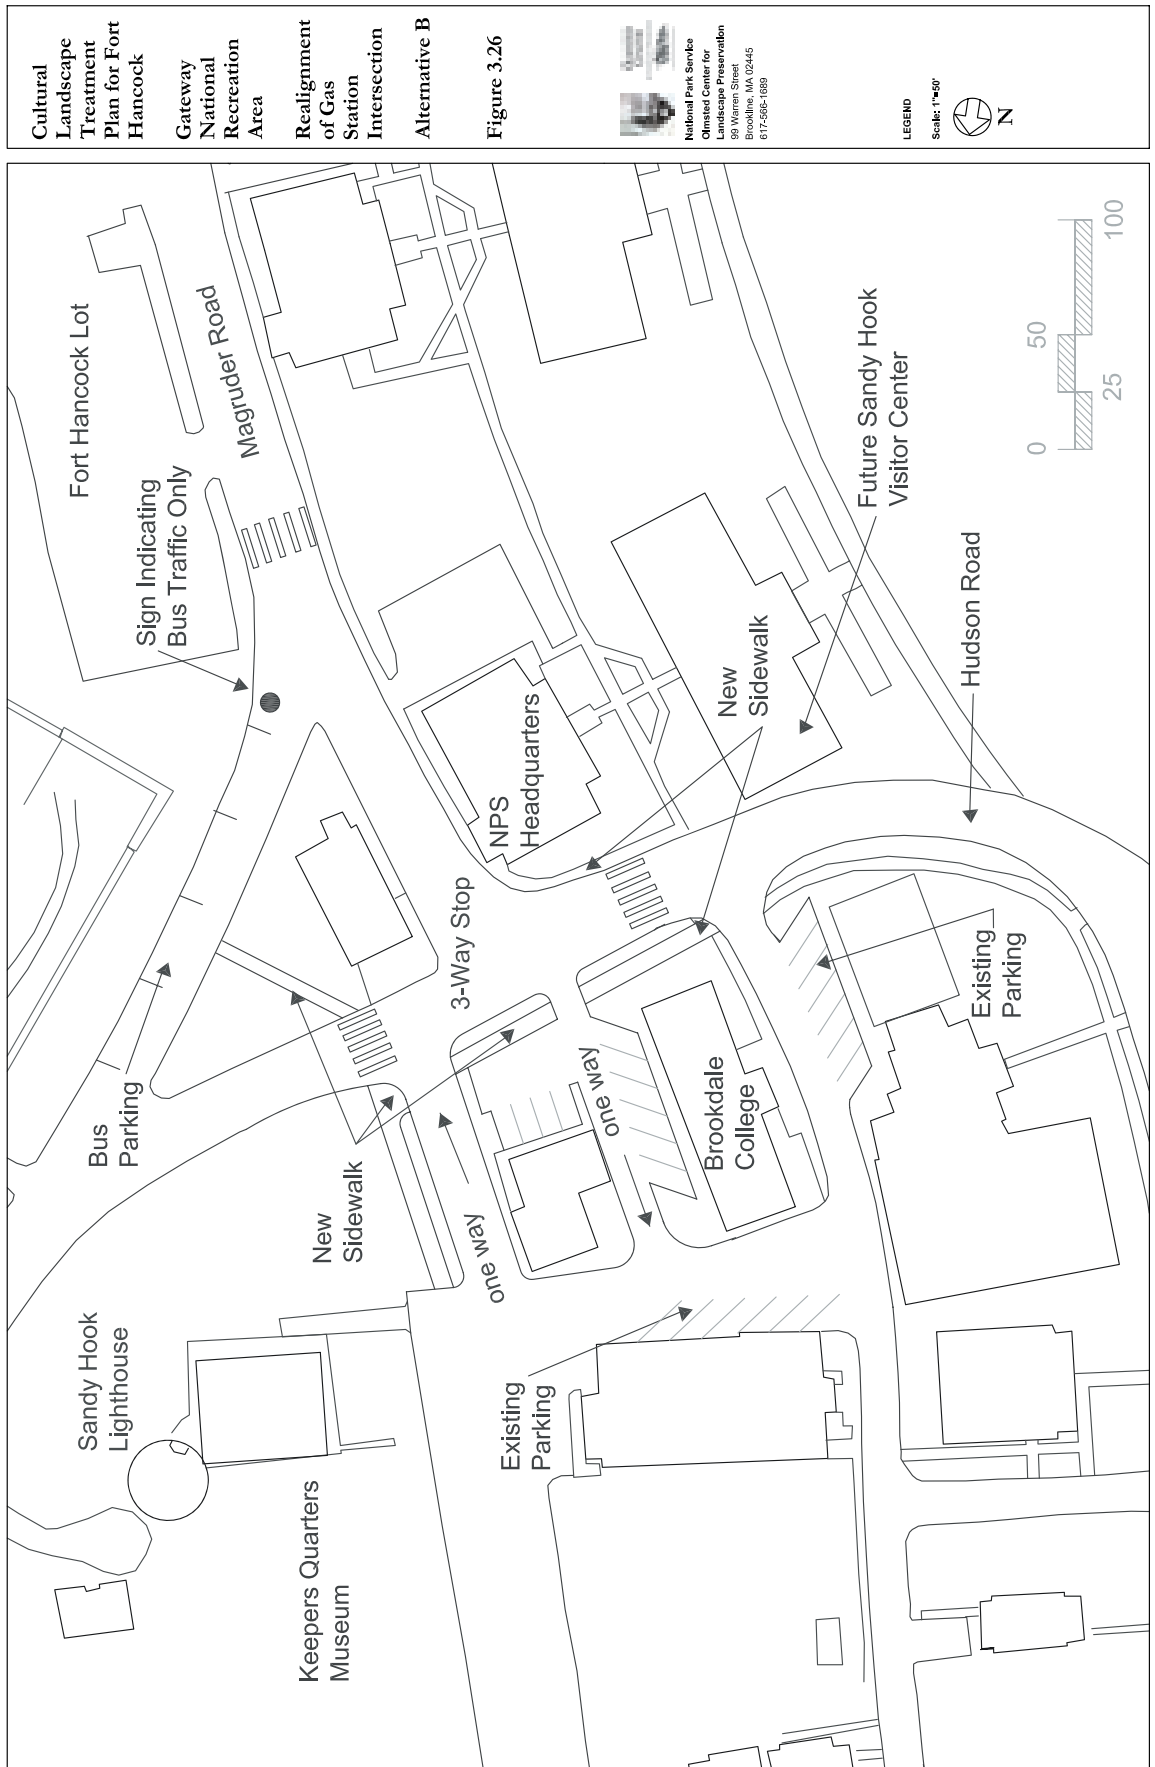 Cultural
Landscape
Treatment
Plan for Fort
Hancock
Gateway
National
Recreation
Area
Realignment
of Gas
Station
Intersection
Alternative B
Figure 3.26
National Park Service
Olmsted Center for
Landscape Preservation
99 Warren Street
Brookline, MA 02445
617-566-1689
LEGEND
Scale: 1"=50'
N
Fort Hancock Lot
Magruder Road
Sign Indicating
Bus Traffic Only
Bus
Parking
Sandy Hook
Lighthouse
New
Sidewalk
Keepers Quarters
Museum
3-Way Stop
NPS
Headquarters
one way
one way
Existing
Parking
Brookdale
College
New
Sidewalk
Future Sandy Hook
Visitor Center
Hudson Road
Existing
Parking
0
25
50
100